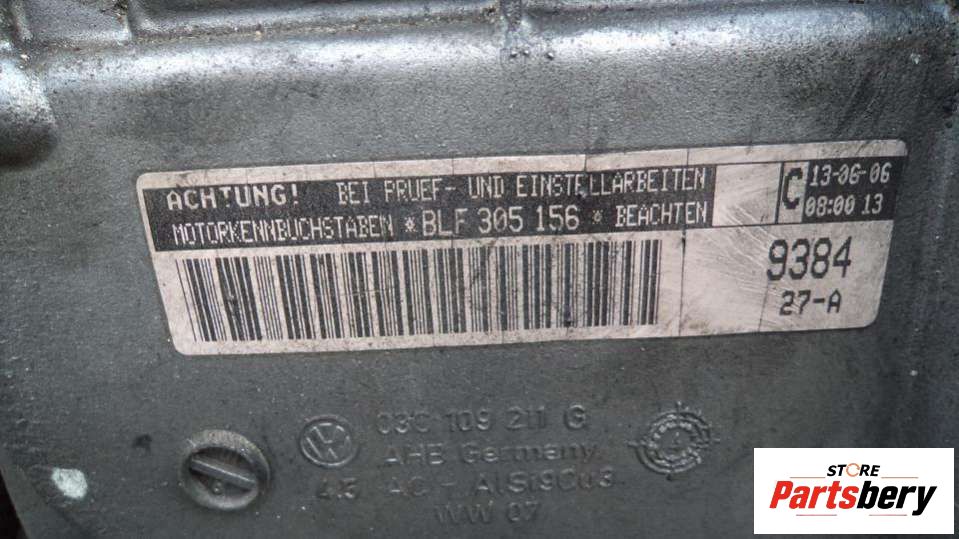 ACHTUNG! BEI PRUEF- UND EINSTELLARBEITEN
MOTORKENNBUCHSTABEN *BLF 305 156* BEACHTEN
C 13-06-06
08:00 13
9384
27-A
03C 109 211 G
AHB Germany
WW 07
STORE
Partsbery